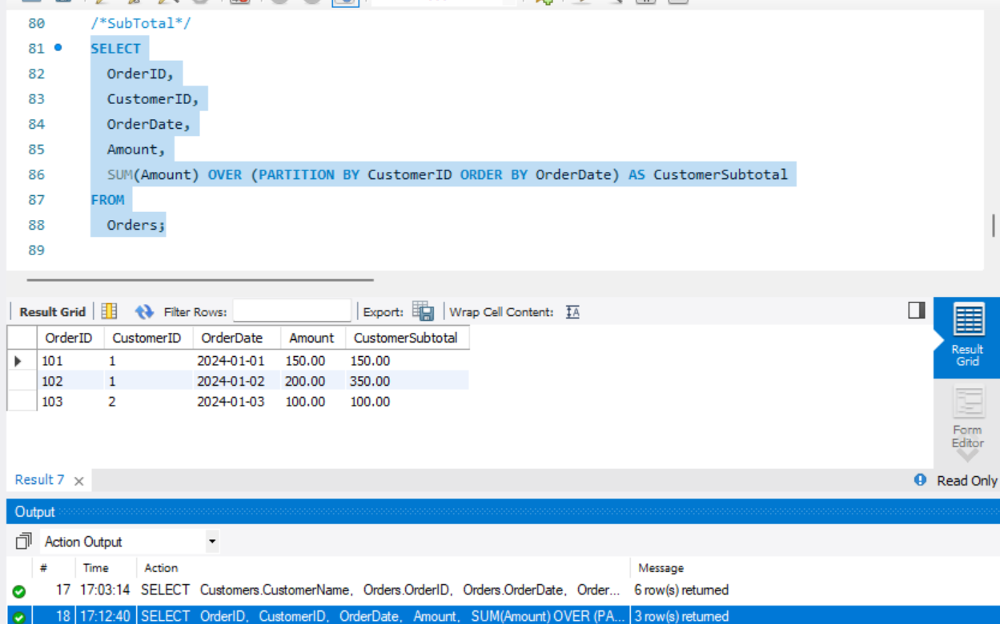 80 /*SubTotal*/
81 SELECT
82 OrderID,
83 CustomerID,
84 OrderDate,
85 Amount,
86 SUM(Amount) OVER (PARTITION BY CustomerID ORDER BY OrderDate) AS CustomerSubtotal
87 FROM
88 Orders;
89
Result Grid Filter Rows: Export: Wrap Cell Content: IA
OrderID CustomerID OrderDate Amount CustomerSubtotal
101 1 2024-01-01 150.00 150.00
102 1 2024-01-02 200.00 350.00
103 2 2024-01-03 100.00 100.00
Result
Grid
Form
Editor
Result 7 Read Only
Output
Action Output
# Time Action Message
17 17:03:14 SELECT Customers.CustomerName, Orders.OrderID, Orders.OrderDate, Order... 6 row(s) returned
18 17:12:40 SELECT OrderID, CustomerID, OrderDate, Amount, SUM(Amount) OVER (PA... 3 row(s) returned